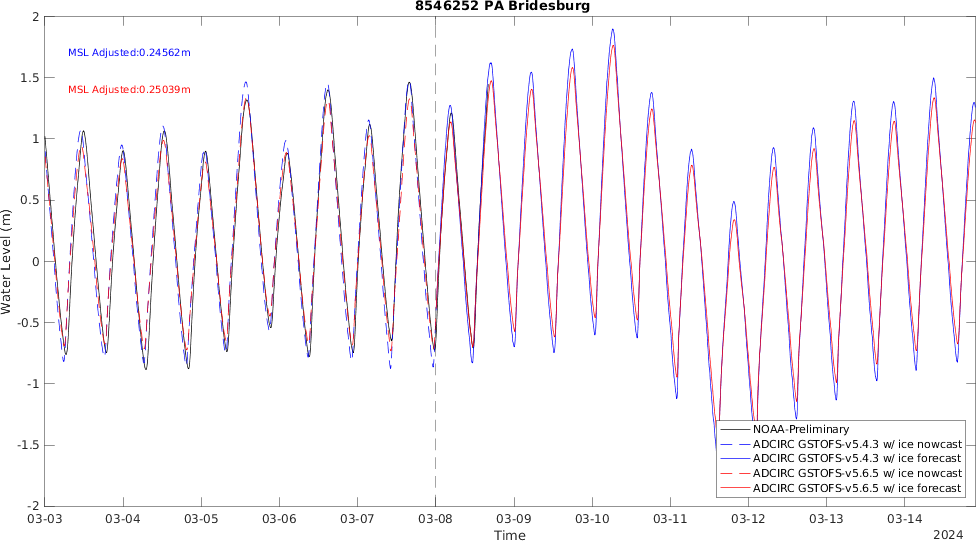 8546252 PA Bridesburg
MSL Adjusted:0.24562m
MSL Adjusted:0.25039m
Water Level (m)
2
1.5
1
0.5
0
-0.5
-1
-1.5
-2
NOAA-Preliminary
ADCIRC GSTOFS-v5.4.3 w/ ice nowcast
ADCIRC GSTOFS-v5.4.3 w/ ice forecast
ADCIRC GSTOFS-v5.6.5 w/ ice nowcast
ADCIRC GSTOFS-v5.6.5 w/ ice forecast
03-03 03-04 03-05 03-06 03-07 03-08 03-09 03-10 03-11 03-12 03-13 03-14
Time
2024